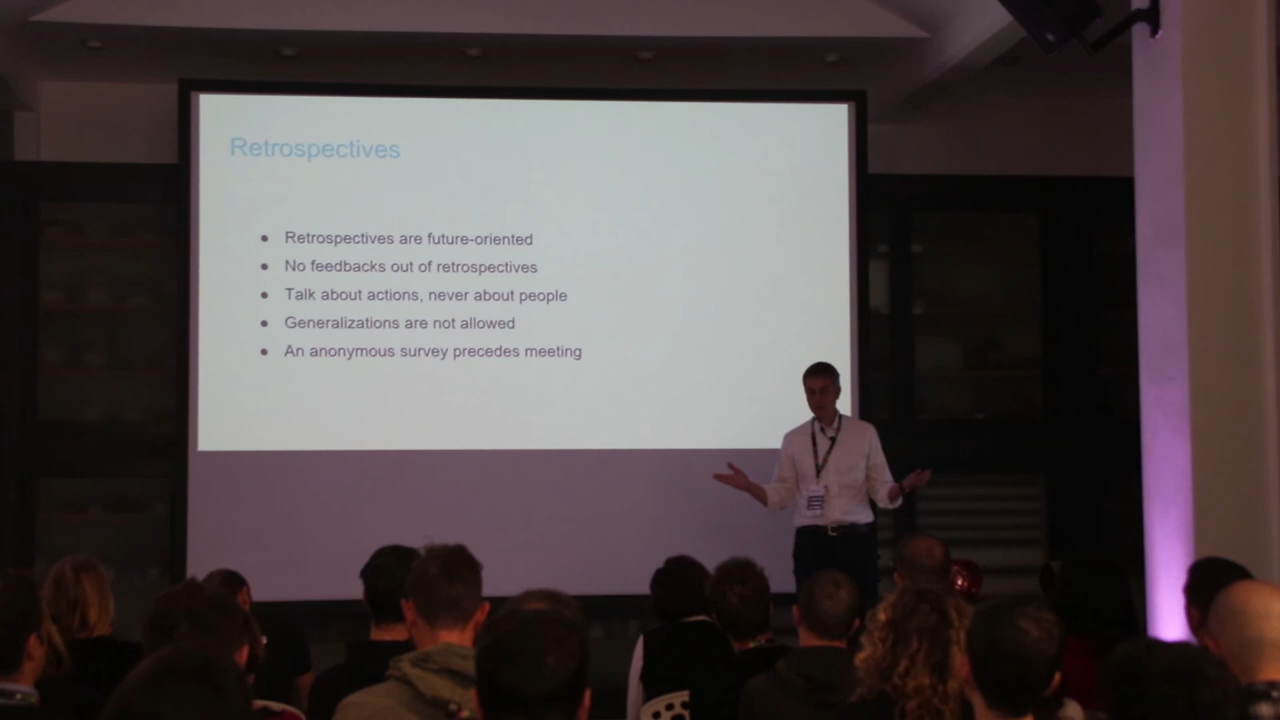 Retrospectives
● Retrospectives are future-oriented
● No feedbacks out of retrospectives
● Talk about actions, never about people
● Generalizations are not allowed
● An anonymous survey precedes meeting